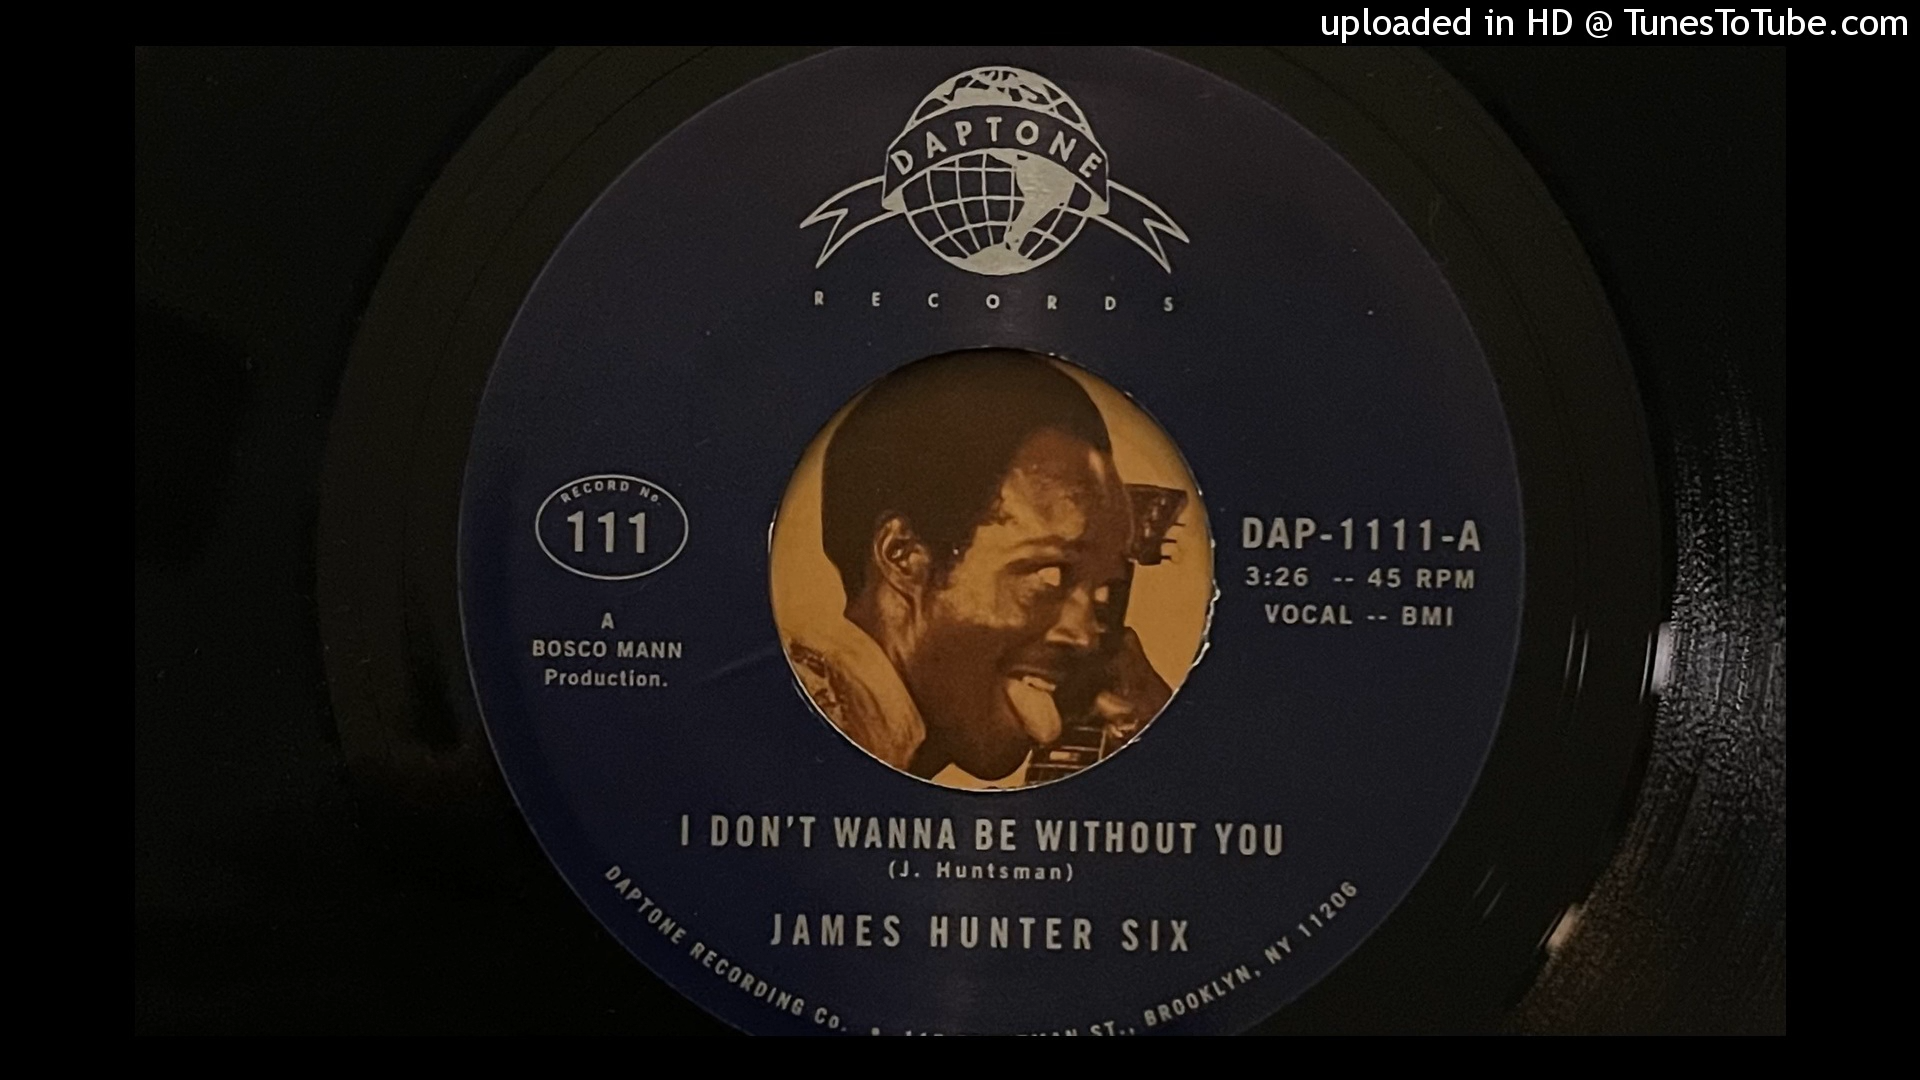 uploaded in HD @ TunesToTube.com
DAPTONE
RECORDS
RECORD No.
111
A
BOSCO MANN
Production.
DAP-1111-A
3:26 -- 45 RPM
VOCAL -- BMI
I DON'T WANNA BE WITHOUT YOU
(J. Huntsman)
JAMES HUNTER SIX
DAPTONE RECORDING Co. • ST., BROOKLYN, NY 11206